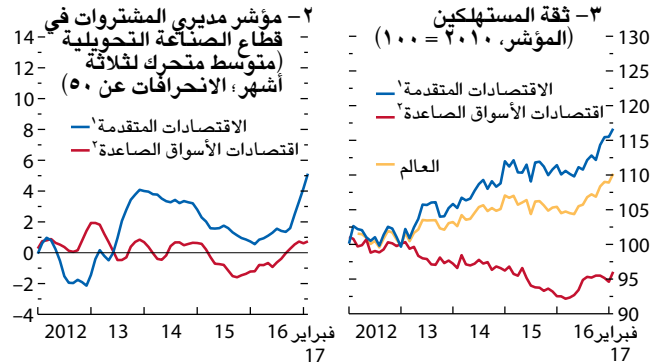 ٣– ثقة المستهلكين
(المؤشر، ٢٠١٠ = ١٠٠)
130
125
120
115
110
105
100
95
90
الاقتصادات المتقدمة١
اقتصادات الأسواق الصاعدة٢
العالم
2012
13
14
15
16
فبراير
17
٢– مؤشر مديري المشتروات في
قطاع الصناعة التحويلية
(متوسط متحرك لثلاثة
أشهر؛ الانحرافات عن ٥٠)
14
12
10
8
6
4
2
0
–2
–4
الاقتصادات المتقدمة١
اقتصادات الأسواق الصاعدة٢
2012
13
14
15
16
فبراير
17